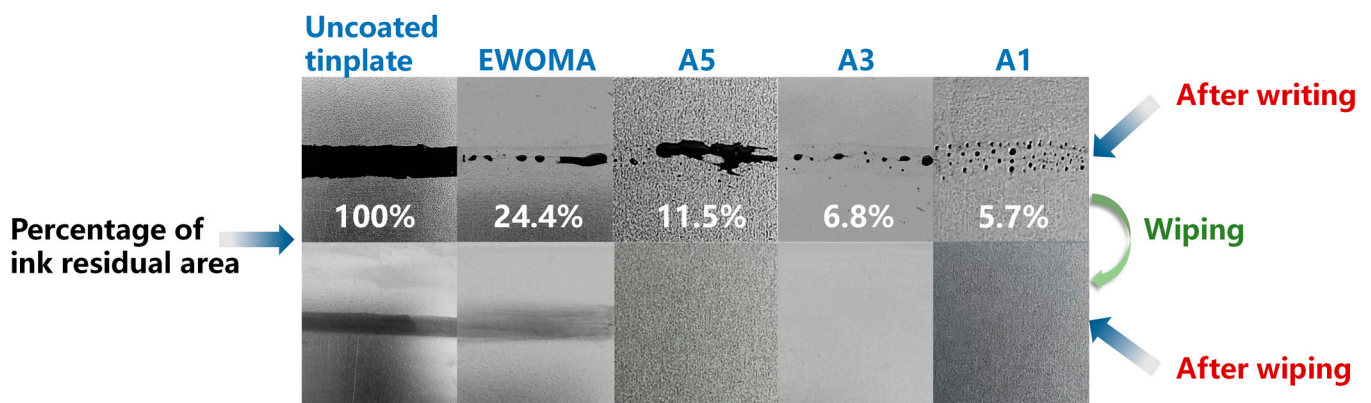 Uncoated
tinplate
EWOMA
A5
A3
A1
After writing
100%
24.4%
11.5%
6.8%
5.7%
Percentage of
ink residual area
Wiping
After wiping